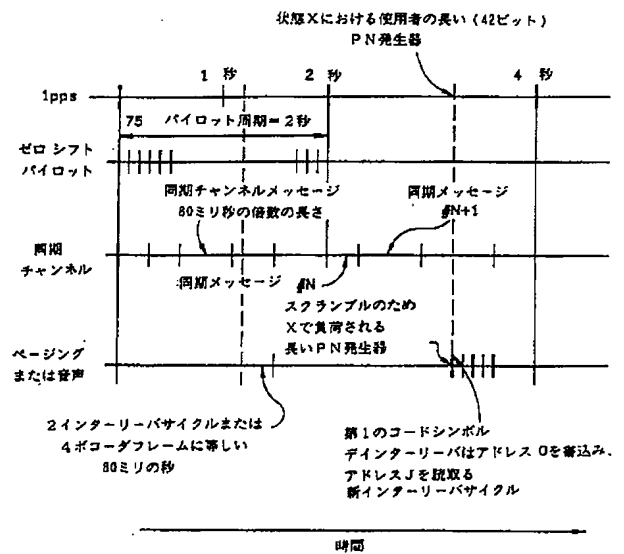 状態Xにおける使用者の長い(42ビット)
PN発生器
1 秒
2 秒
4 秒
1pps
75 パイロット周期=2秒
ゼロ シフト
パイロット
同期チャンネルメッセージ
80ミリ秒の倍数の長さ
同期メッセージ
#N+1
同期
チャンネル
同期メッセージ #N
スクランブルのため
Xで負荷される
長いPN発生器
ページング
または音声
2インターリーバサイクルまたは
4ボコーダフレームに等しい
80ミリの秒
第1のコードシンボル
デインターリーバはアドレス 0を書込み、
アドレスJを読取る
新インターリーバサイクル
時間